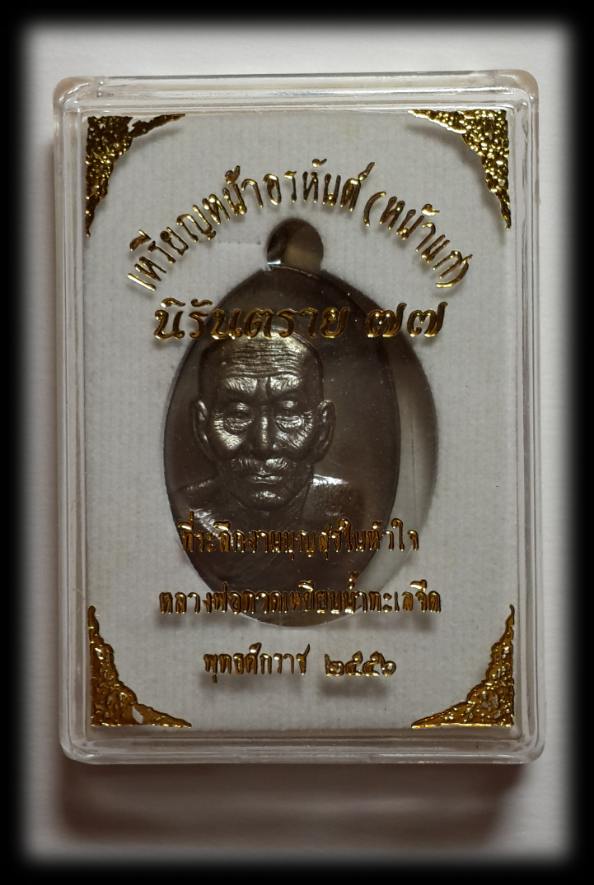 เหรียญหน้าอรหันต์ (หน้าแก่)
นิรันตราย ๗๗
ที่ระลึกงานบุญสุขในหัวใจ
หลวงพ่อทวดเหยียบน้ำทะเลจืด
พุทธศักราช ๒๕๕๖